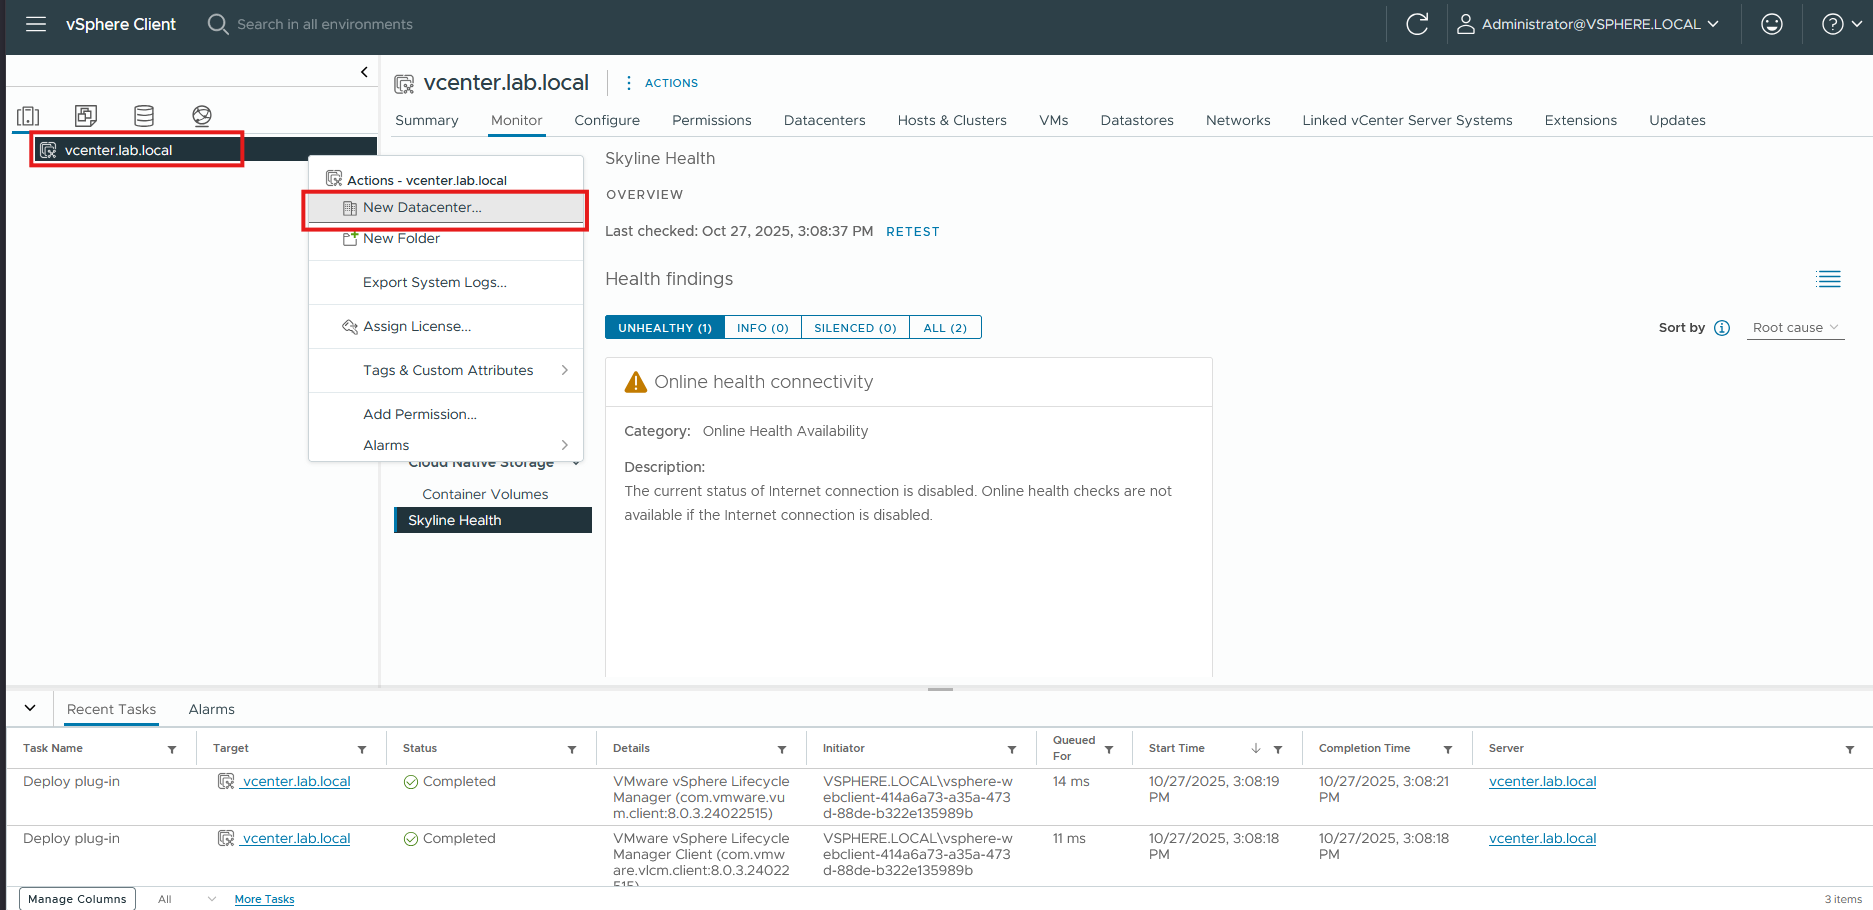 vSphere Client
Search in all environments
Administrator@VSPHERE.LOCAL
vcenter.lab.local
vcenter.lab.local
ACTIONS
Summary
Monitor
Configure
Permissions
Datacenters
Hosts & Clusters
VMs
Datastores
Networks
Linked vCenter Server Systems
Extensions
Updates
Actions - vcenter.lab.local
New Datacenter...
New Folder
Export System Logs...
Assign License...
Tags & Custom Attributes
Add Permission...
Alarms
Cloud Native Storage
Container Volumes
Skyline Health
Skyline Health
OVERVIEW
Last checked: Oct 27, 2025, 3:08:37 PM RETEST
Health findings
UNHEALTHY (1) INFO (0) SILENCED (0) ALL (2)
Sort by Root cause
Online health connectivity
Category: Online Health Availability
Description:
The current status of Internet connection is disabled. Online health checks are not
available if the Internet connection is disabled.
Recent Tasks Alarms
Task Name
Target
Status
Details
Initiator
Queued
For
Start Time
Completion Time
Server
Deploy plug-in
vcenter.lab.local
Completed
VMware vSphere Lifecycle
Manager (com.vmware.vu
m.client:8.0.3.24022515)
VSPHERE.LOCAL\vsphere-w
ebclient-414a6a73-a35a-473
d-88de-b322e135989b
14 ms
10/27/2025, 3:08:19
PM
10/27/2025, 3:08:21
PM
vcenter.lab.local
Deploy plug-in
vcenter.lab.local
Completed
VMware vSphere Lifecycle
Manager Client (com.vmw
are.vlcm.client:8.0.3.24022
515)
VSPHERE.LOCAL\vsphere-w
ebclient-414a6a73-a35a-473
d-88de-b322e135989b
11 ms
10/27/2025, 3:08:18
PM
10/27/2025, 3:08:18
PM
vcenter.lab.local
Manage Columns
All
More Tasks
3 items